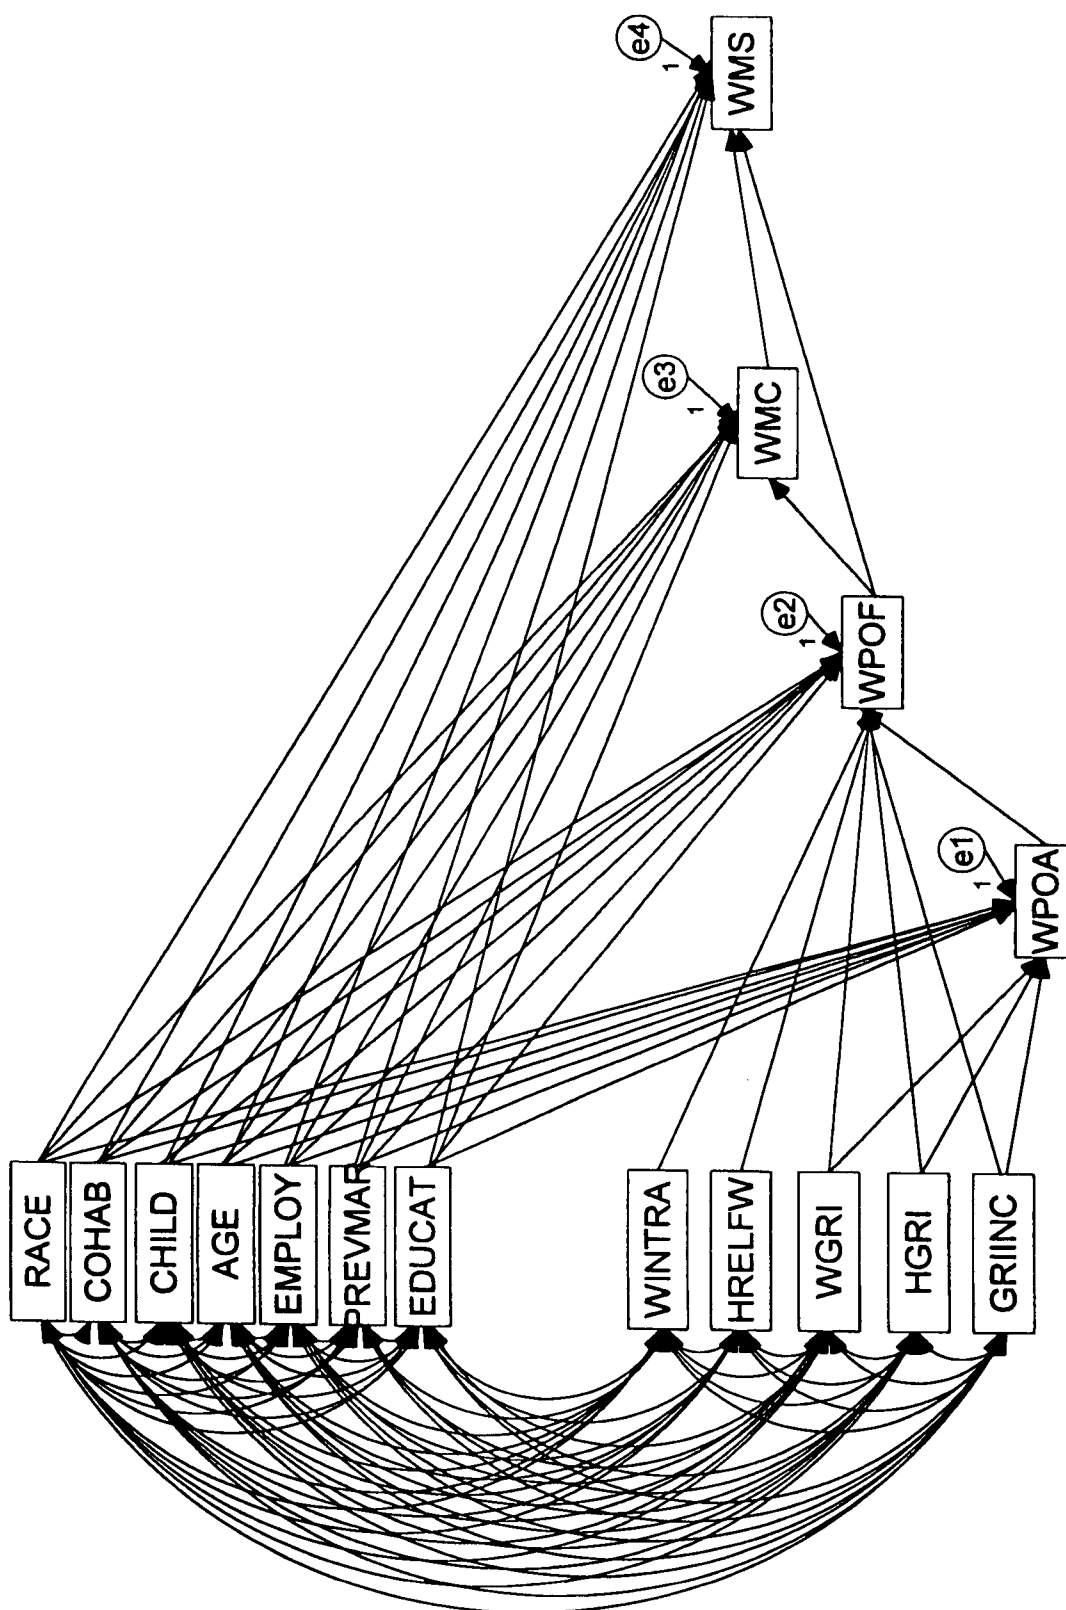 RACE
COHAB
CHILD
AGE
EMPLOY
PREVMAR
EDUCAT
WINTRA
HRELFW
WGRI
HGRI
GRIINC
e1
1
WPOA
e2
1
WPOF
e3
1
WMC
e4
1
WMS